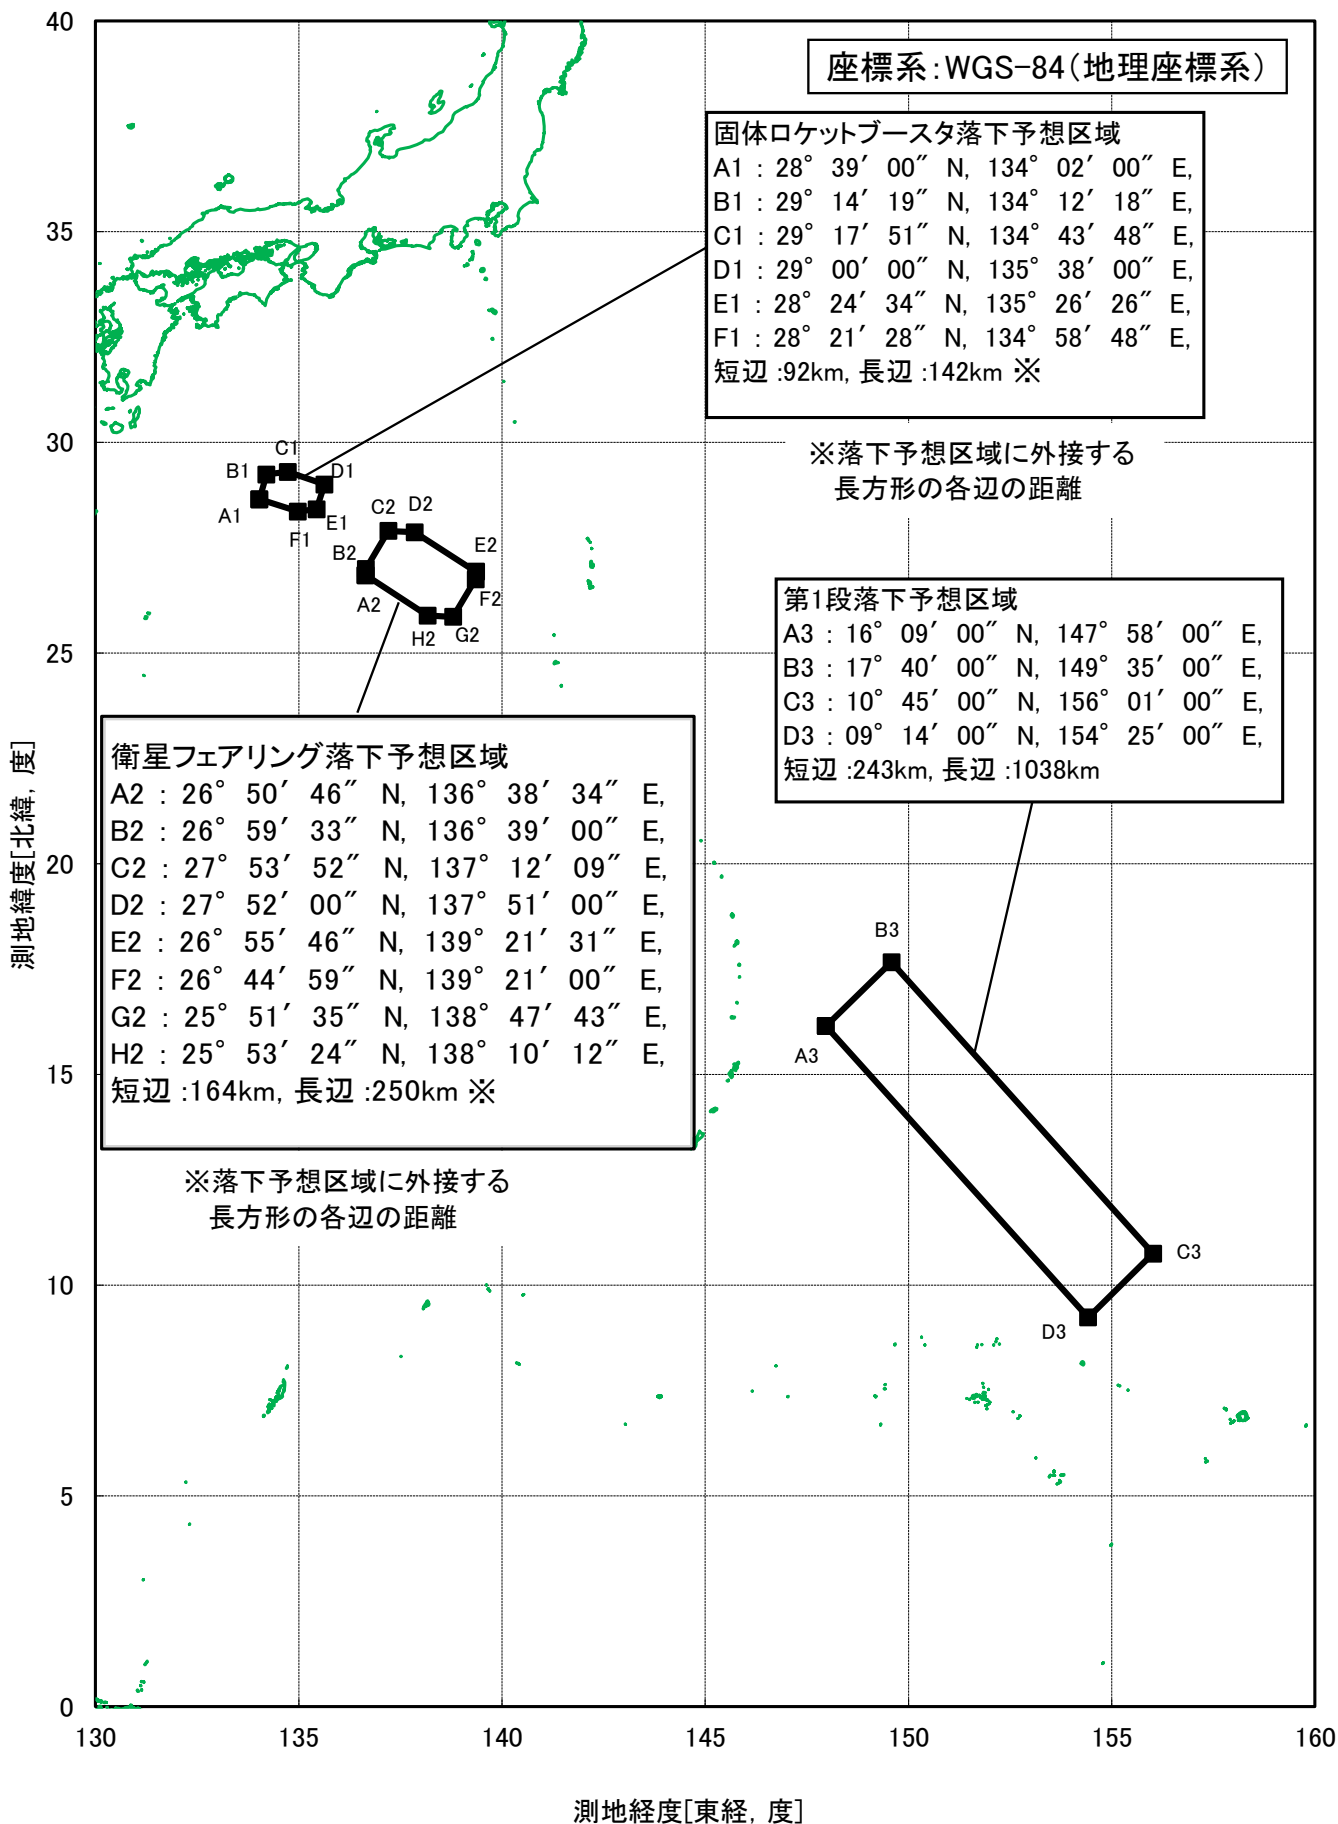 座標系:WGS-84(地理座標系)
固体ロケットブースタ落下予想区域
A1 : 28° 39′ 00″ N, 134° 02′ 00″ E,
B1 : 29° 14′ 19″ N, 134° 12′ 18″ E,
C1 : 29° 17′ 51″ N, 134° 43′ 48″ E,
D1 : 29° 00′ 00″ N, 135° 38′ 00″ E,
E1 : 28° 24′ 34″ N, 135° 26′ 26″ E,
F1 : 28° 21′ 28″ N, 134° 58′ 48″ E,
短辺 :92km, 長辺 :142km ※
※落下予想区域に外接する
長方形の各辺の距離
C1
B1
D1
A1
E1
F1
C2
D2
B2
E2
A2
F2
H2
G2
第1段落下予想区域
A3 : 16° 09′ 00″ N, 147° 58′ 00″ E,
B3 : 17° 40′ 00″ N, 149° 35′ 00″ E,
C3 : 10° 45′ 00″ N, 156° 01′ 00″ E,
D3 : 09° 14′ 00″ N, 154° 25′ 00″ E,
短辺 :243km, 長辺 :1038km
衛星フェアリング落下予想区域
A2 : 26° 50′ 46″ N, 136° 38′ 34″ E,
B2 : 26° 59′ 33″ N, 136° 39′ 00″ E,
C2 : 27° 53′ 52″ N, 137° 12′ 09″ E,
D2 : 27° 52′ 00″ N, 137° 51′ 00″ E,
E2 : 26° 55′ 46″ N, 139° 21′ 31″ E,
F2 : 26° 44′ 59″ N, 139° 21′ 00″ E,
G2 : 25° 51′ 35″ N, 138° 47′ 43″ E,
H2 : 25° 53′ 24″ N, 138° 10′ 12″ E,
短辺 :164km, 長辺 :250km ※
※落下予想区域に外接する
長方形の各辺の距離
B3
A3
C3
D3
40
35
30
25
20
15
10
5
0
測地緯度[北緯, 度]
130
135
140
145
150
155
160
測地経度[東経, 度]